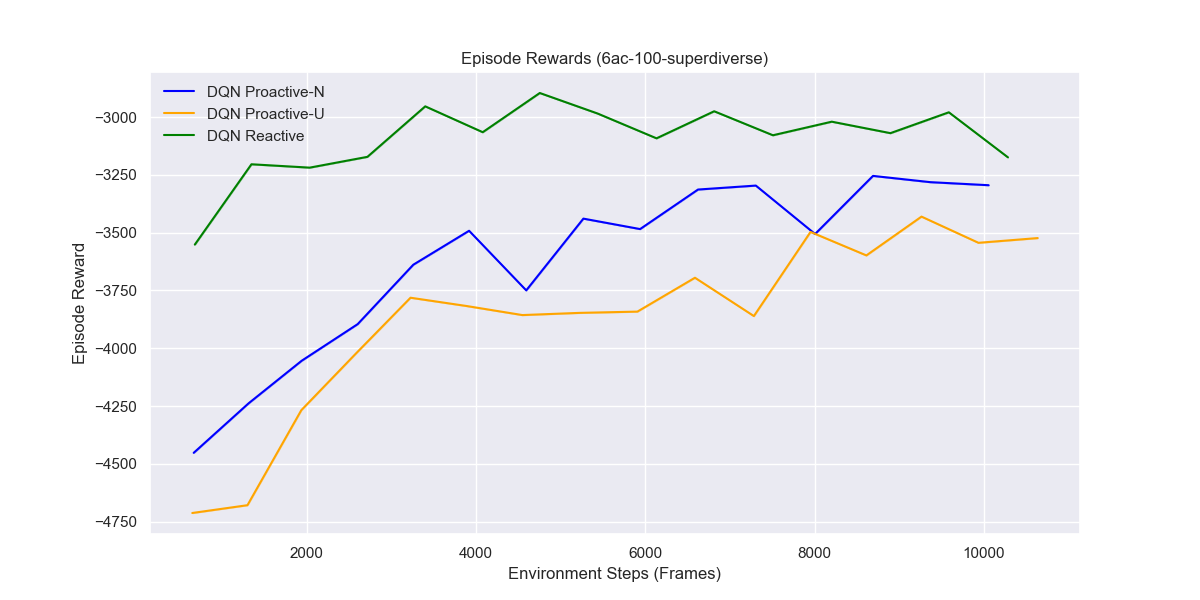 Episode Rewards (6ac-100-superdiverse)
DQN Proactive-N
DQN Proactive-U
DQN Reactive
Episode Reward
−3000
−3250
−3500
−3750
−4000
−4250
−4500
−4750
2000 4000 6000 8000 10000
Environment Steps (Frames)